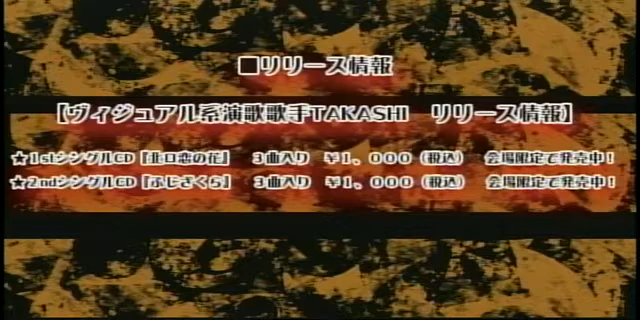 ■リリース情報
【ヴィジュアル系演歌歌手TAKASHI リリース情報】
★1stシングルCD『北口恋の花』 3曲入り ￥1，000（税込） 会場限定で発売中！
★2ndシングルCD『ふじざくら』 3曲入り ￥1，000（税込） 会場限定で発売中！